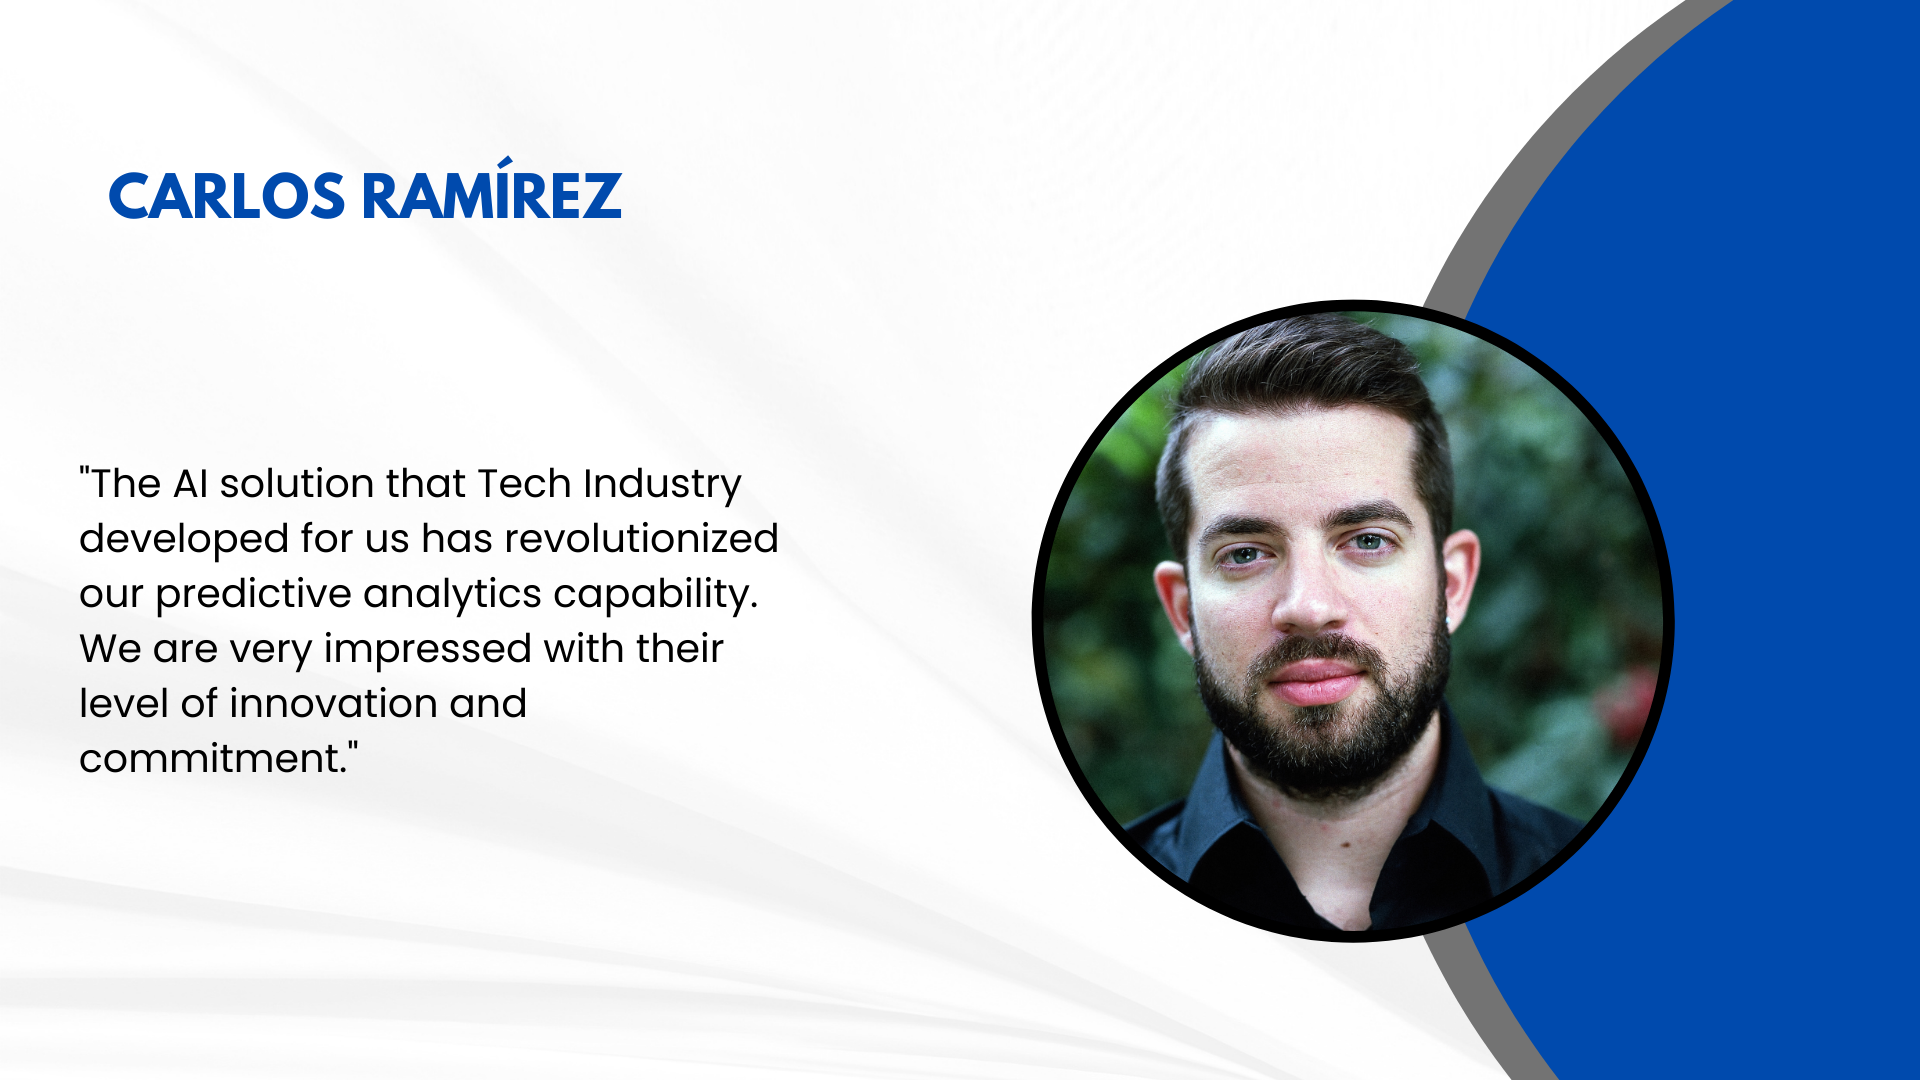 CARLOS RAMÍREZ
"The AI solution that Tech Industry
developed for us has revolutionized
our predictive analytics capability.
We are very impressed with their
level of innovation and
commitment."